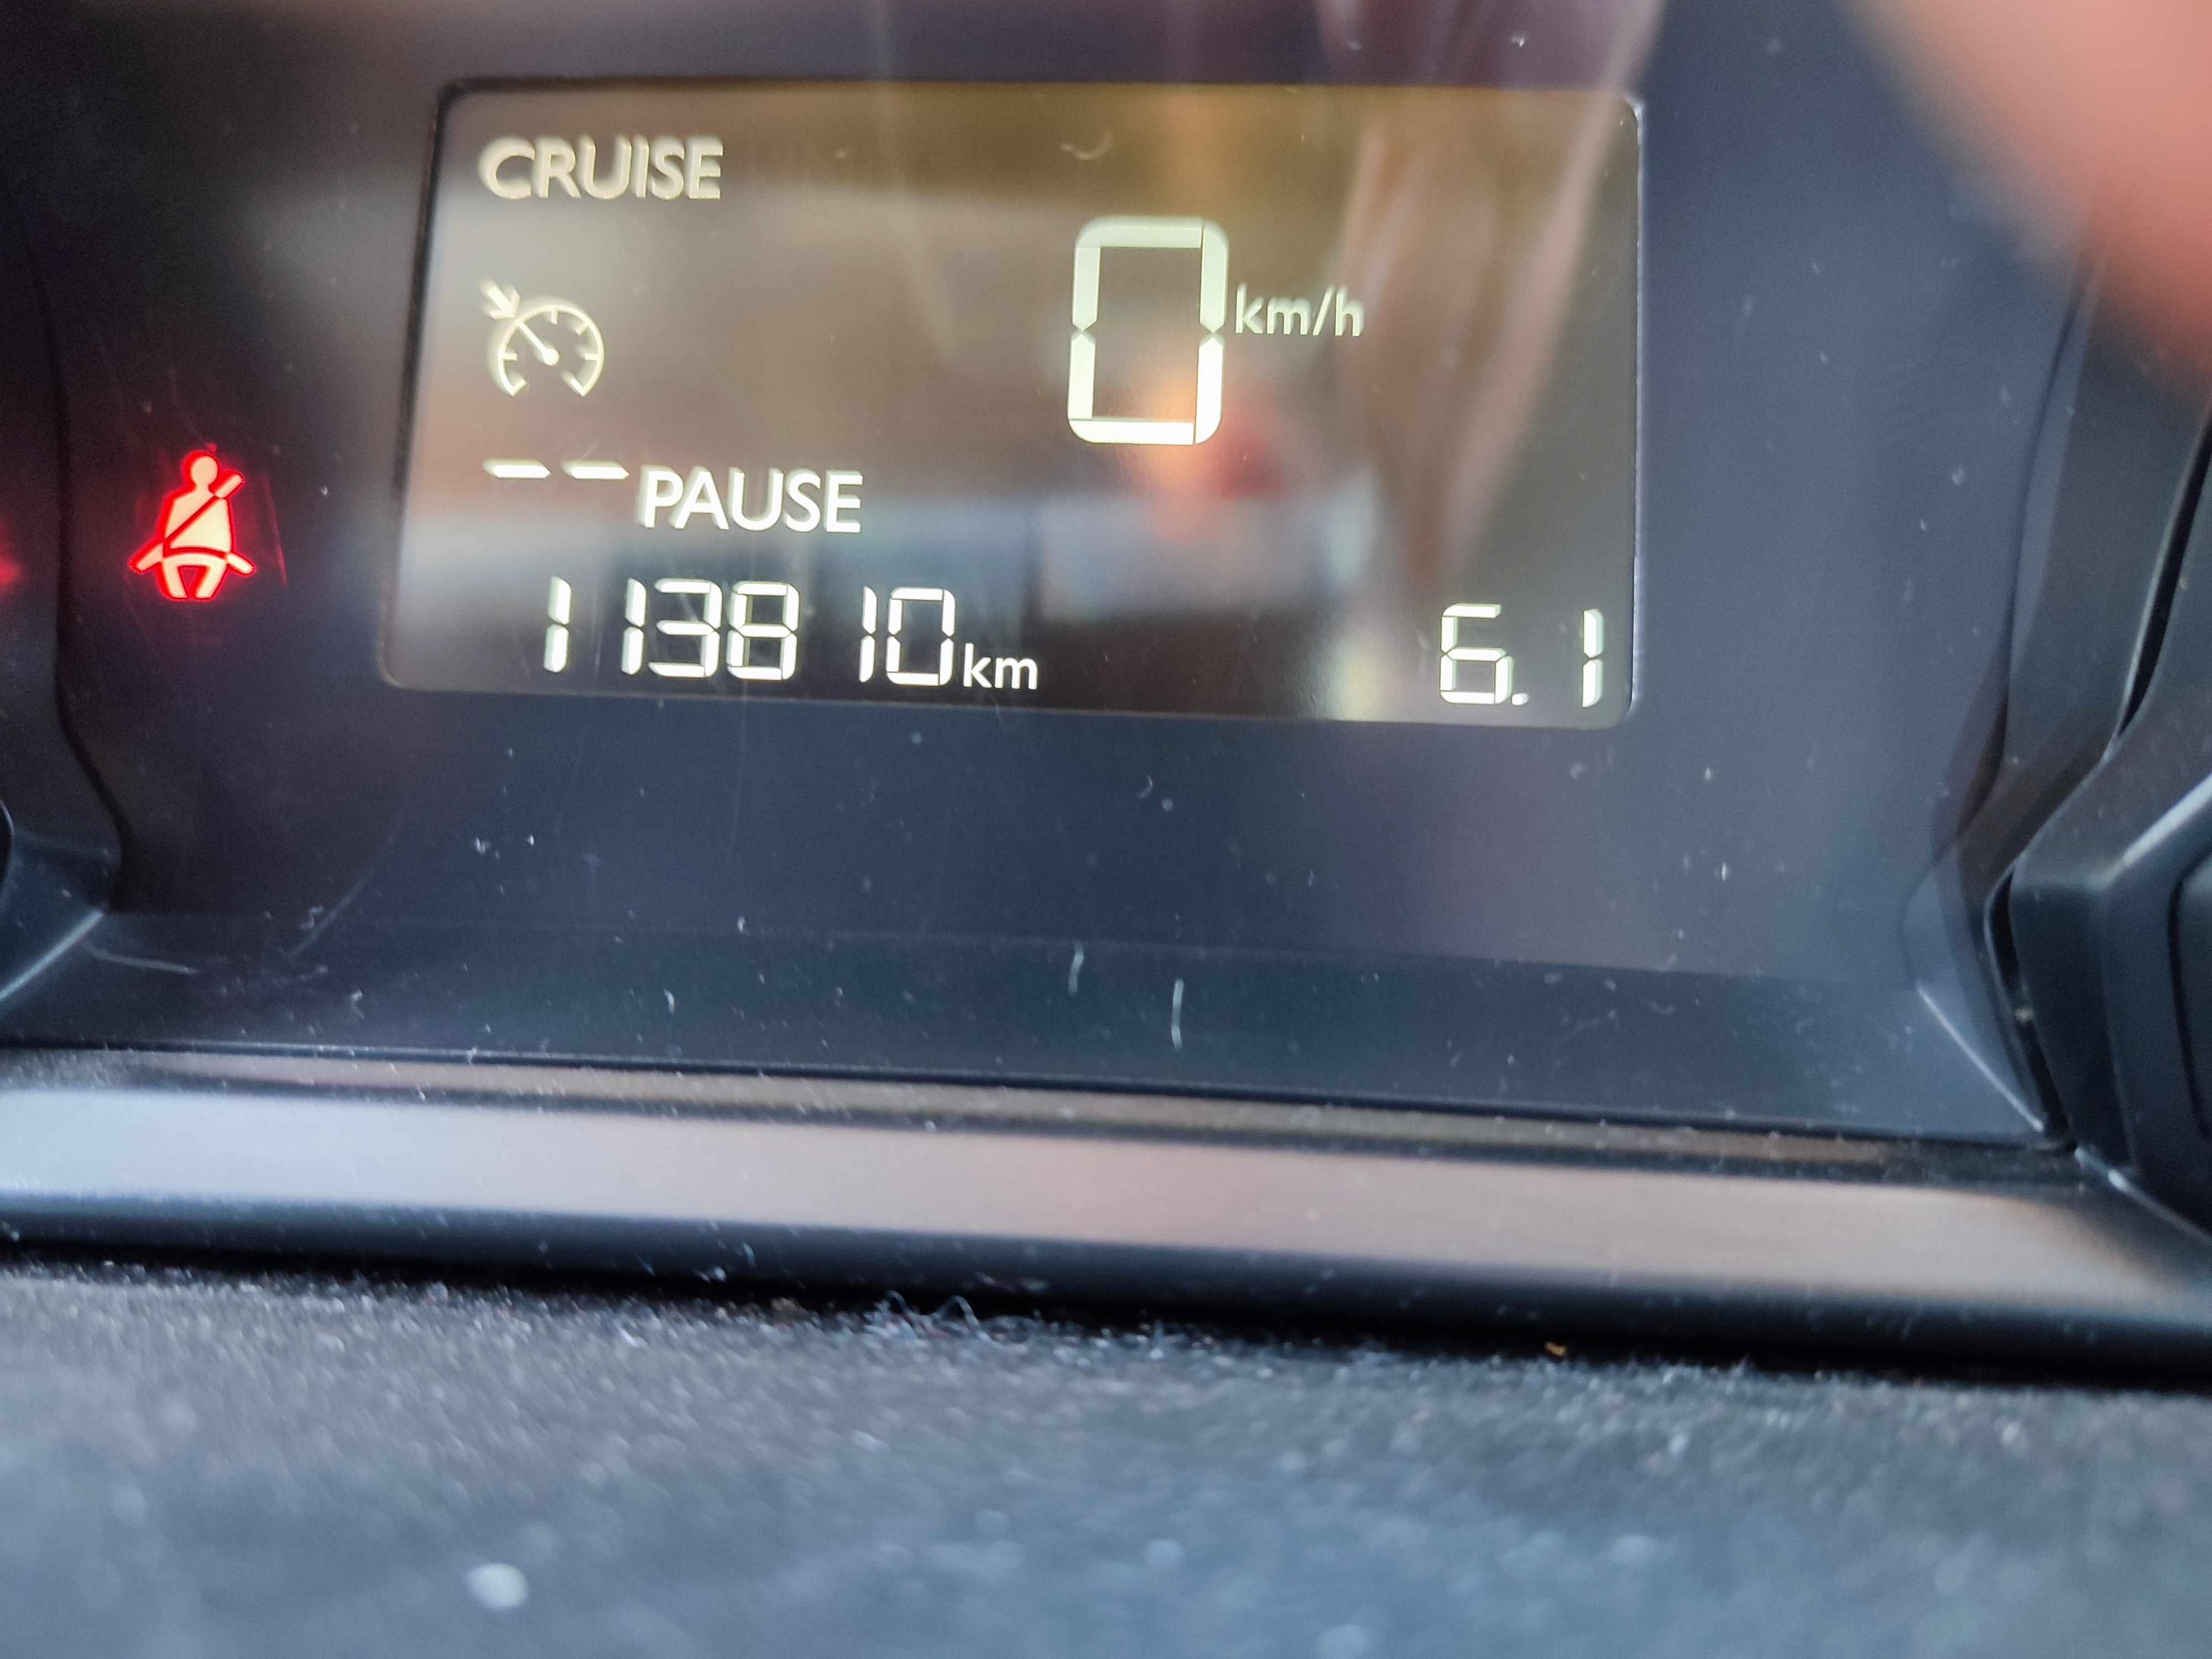 CRUISE
0 km/h
-- PAUSE
113810 km 6.1